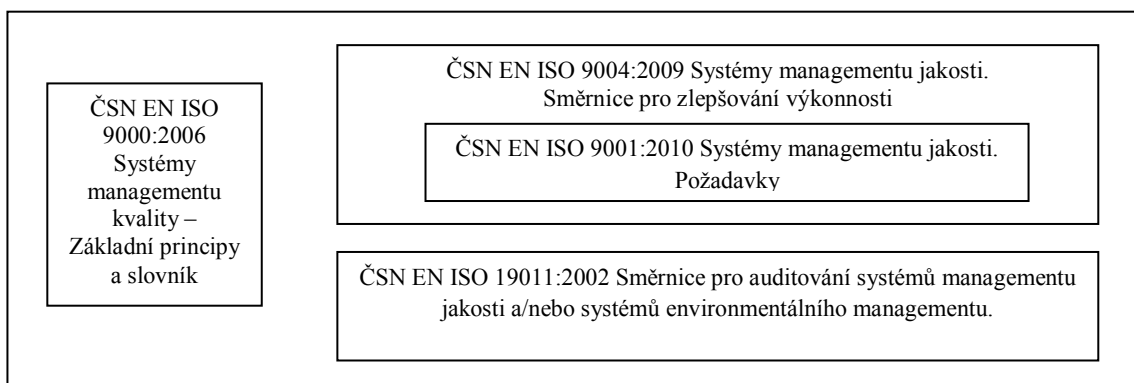 ČSN EN ISO
9000:2006
Systémy
managementu
kvality –
Základní principy
a slovník
ČSN EN ISO 9004:2009 Systémy managementu jakosti.
Směrnice pro zlepšování výkonnosti
ČSN EN ISO 9001:2010 Systémy managementu jakosti.
Požadavky
ČSN EN ISO 19011:2002 Směrnice pro auditování systémů managementu
jakosti a/nebo systémů environmentálního managementu.